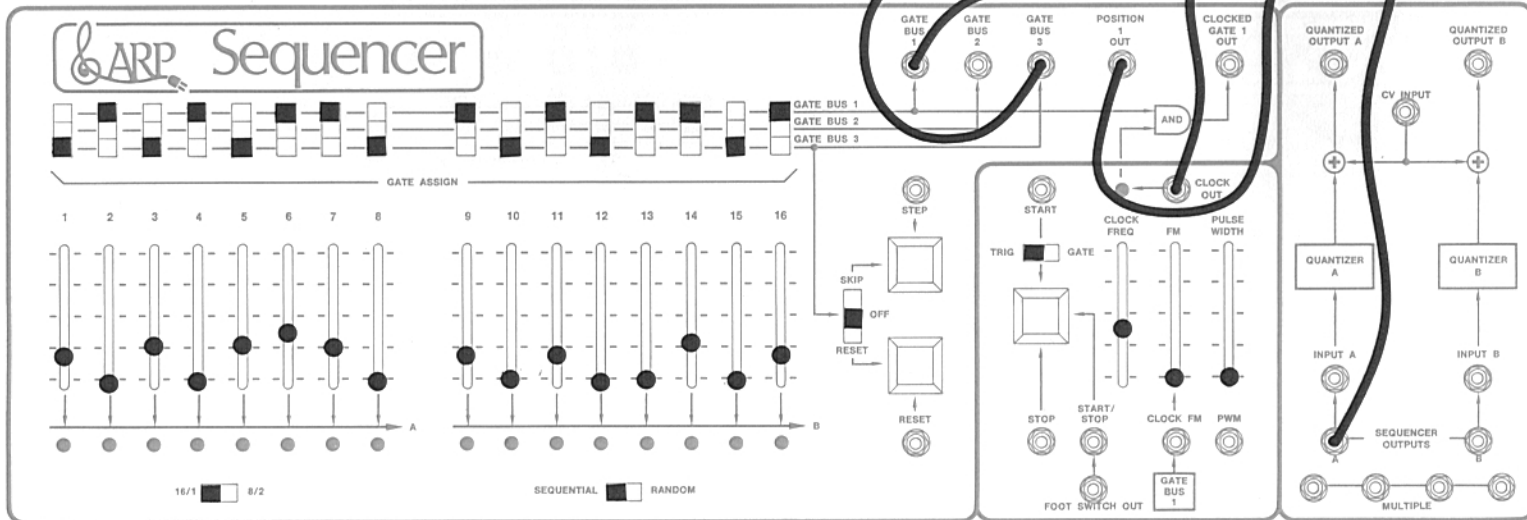 ARP Sequencer
GATE BUS 1
GATE BUS 2
GATE BUS 3
POSITION 1 OUT
CLOCKED GATE 1 OUT
QUANTIZED OUTPUT A
QUANTIZED OUTPUT B
CV INPUT
GATE BUS 1
GATE BUS 2
GATE BUS 3
AND
GATE ASSIGN
CLOCK OUT
1 2 3 4 5 6 7 8 9 10 11 12 13 14 15 16
STEP
START
CLOCK FREQ
FM
PULSE WIDTH
TRIG
GATE
QUANTIZER A
QUANTIZER B
SKIP
OFF
RESET
INPUT A
INPUT B
RESET
STOP
START/STOP
CLOCK FM
PWM
A
B
SEQUENCER OUTPUTS
A
B
16/1
8/2
SEQUENTIAL
RANDOM
FOOT SWITCH OUT
GATE BUS 1
MULTIPLE